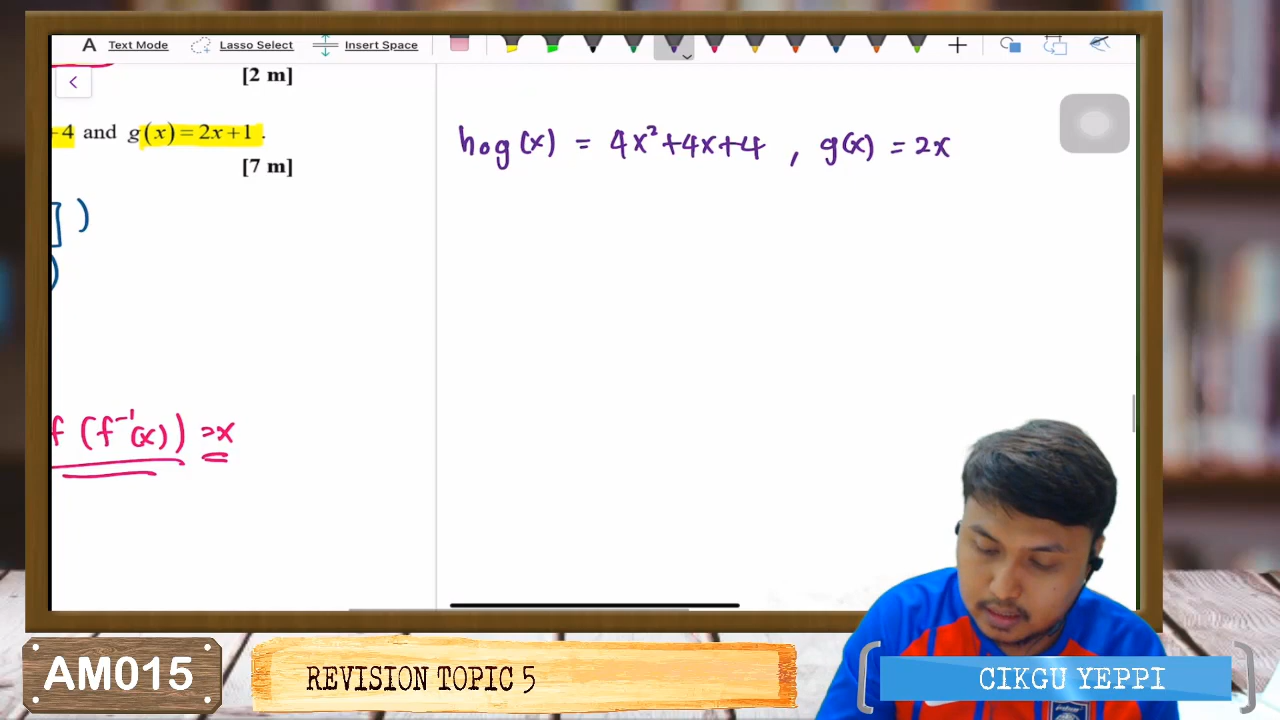 A Text Mode Lasso Select Insert Space
[2 m]
-4 and g(x) = 2x+1 .
[7 m]
hog(x) = 4x²+4x+4 , g(x) = 2x
] )
)
f (f⁻¹(x)) = x
AM015
REVISION TOPIC 5
CIKGU YEPPI